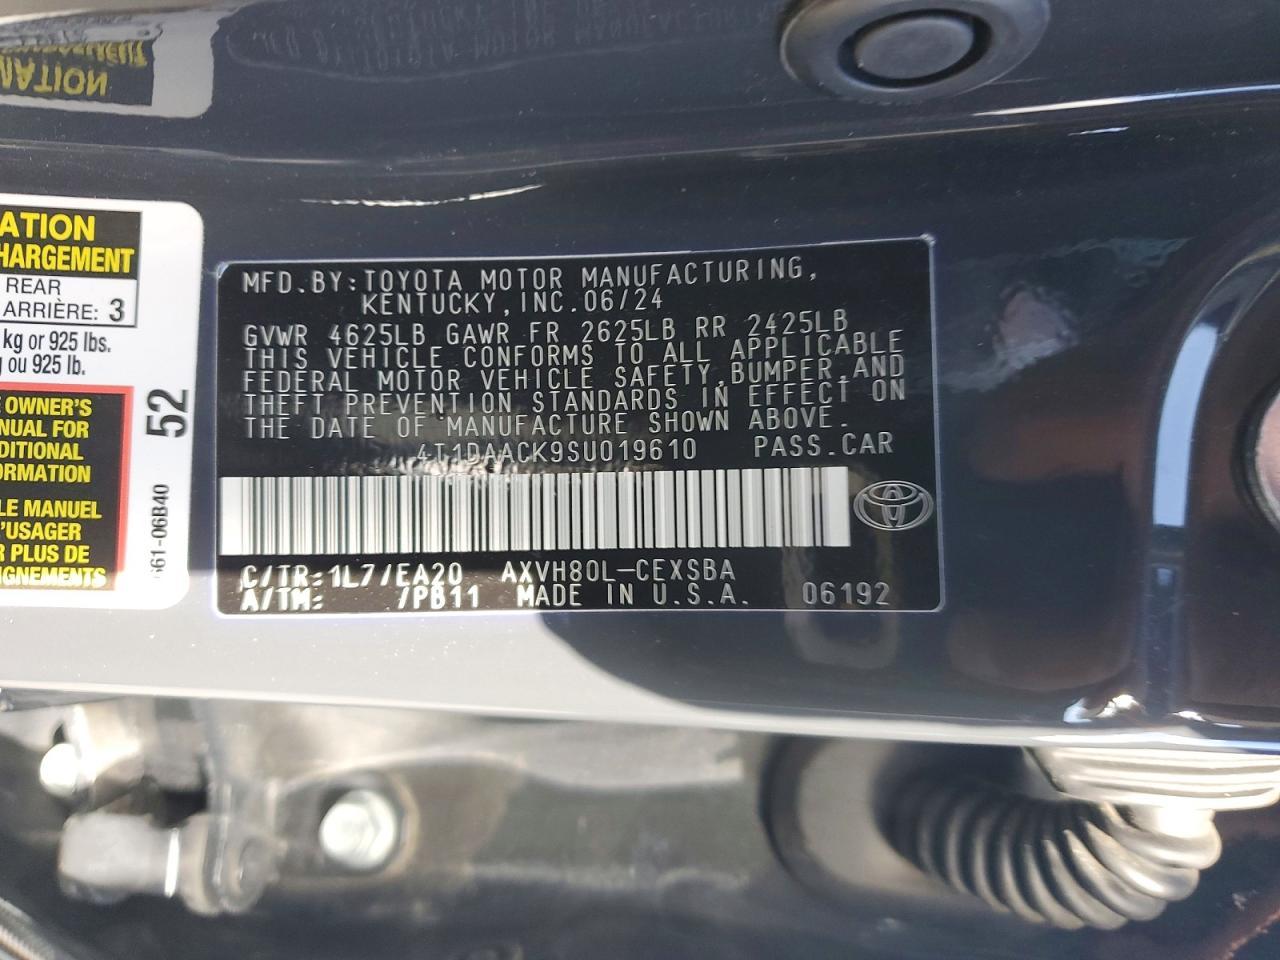 NOITAN
ATION
HARGEMENT
REAR
ARRIÈRE: 3
kg or 925 lbs.
ou 925 lb.
OWNER'S
NUAL FOR
DITIONAL
ORMATION
LE MANUEL
'USAGER
R PLUS DE
IGNEMENTS
52
661-06B40
MFD.BY:TOYOTA MOTOR MANUFACTURING,
KENTUCKY,INC.06/24
GVWR 4625LB GAWR FR 2625LB RR 2425LB
THIS VEHICLE CONFORMS TO ALL APPLICABLE
FEDERAL MOTOR VEHICLE SAFETY,BUMPER,AND
THEFT PREVENTION STANDARDS IN EFFECT ON
THE DATE OF MANUFACTURE SHOWN ABOVE.
4T1DAACK9SU019610 PASS.CAR
C/TR:1L7/EA20 AXVH80L-CEXSBA
A/TM: /PB11 MADE IN U.S.A. 06192